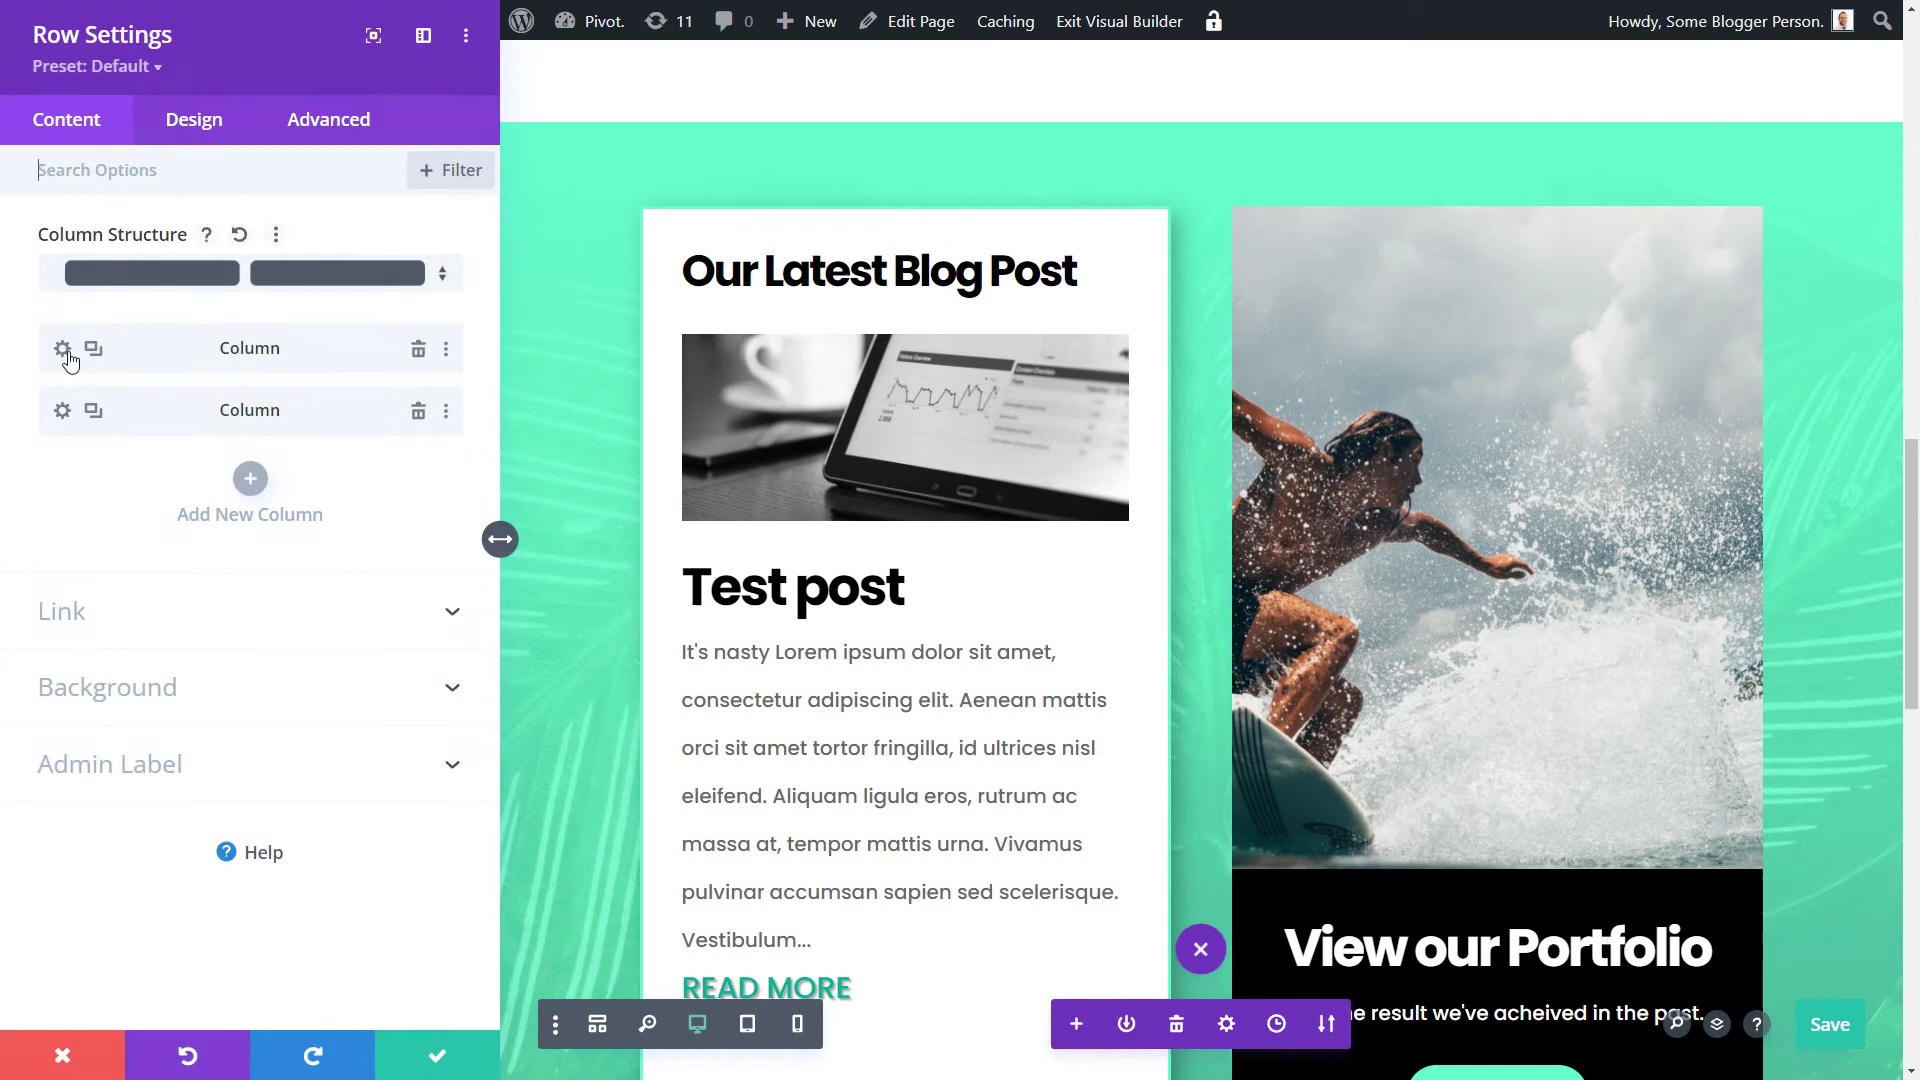 Row Settings
Preset: Default
Content Design Advanced
Search Options
+ Filter
Column Structure ?
Column
Column
Add New Column
Link
Background
Admin Label
? Help
Pivot. 11 0 New Edit Page Caching Exit Visual Builder
Howdy, Some Blogger Person.
Our Latest Blog Post
Test post
It's nasty Lorem ipsum dolor sit amet,
consectetur adipiscing elit. Aenean mattis
orci sit amet tortor fringilla, id ultrices nisl
eleifend. Aliquam ligula eros, rutrum ac
massa at, tempor mattis urna. Vivamus
pulvinar accumsan sapien sed scelerisque.
Vestibulum...
READ MORE
View our Portfolio
result we've acheived in the past.
?
Save